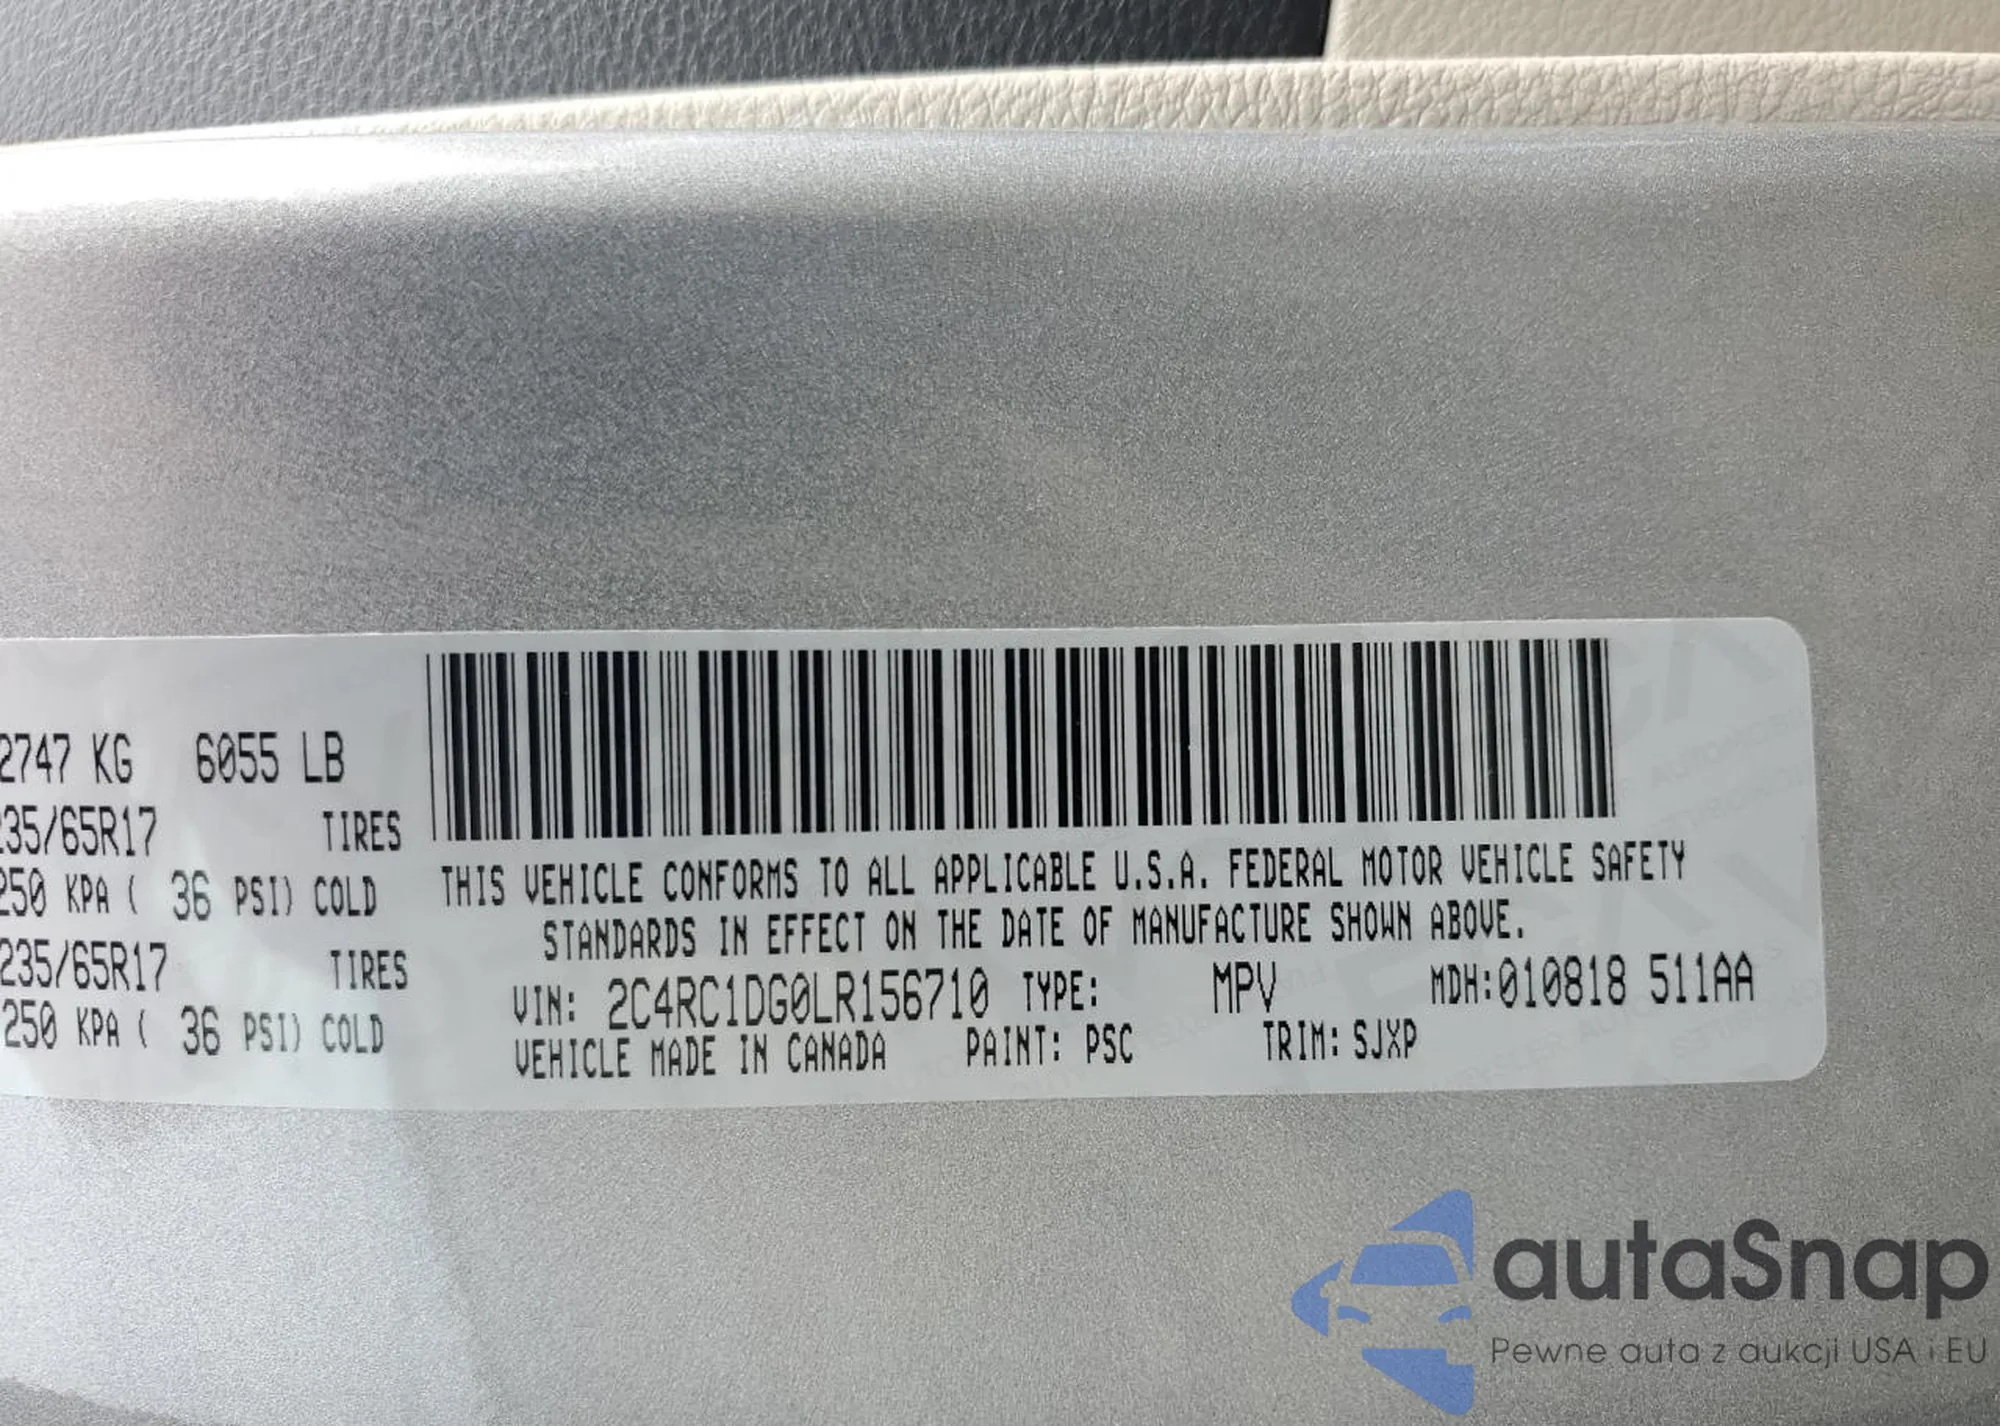 2747 KG 6055 LB
235/65R17 TIRES
250 KPA ( 36 PSI) COLD
235/65R17 TIRES
250 KPA ( 36 PSI) COLD
THIS VEHICLE CONFORMS TO ALL APPLICABLE U.S.A. FEDERAL MOTOR VEHICLE SAFETY
STANDARDS IN EFFECT ON THE DATE OF MANUFACTURE SHOWN ABOVE.
VIN: 2C4RC1DG0LR156710 TYPE: MPV MDH:010818 511AA
VEHICLE MADE IN CANADA PAINT: PSC TRIM: SJXP
autaSnap
Pewne auta z aukcji USA i EU